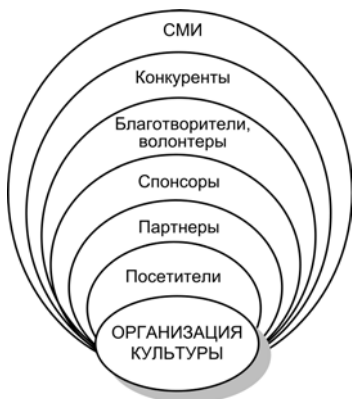 СМИ
Конкуренты
Благотворители,
волонтеры
Спонсоры
Партнеры
Посетители
ОРГАНИЗАЦИЯ
КУЛЬТУРЫ